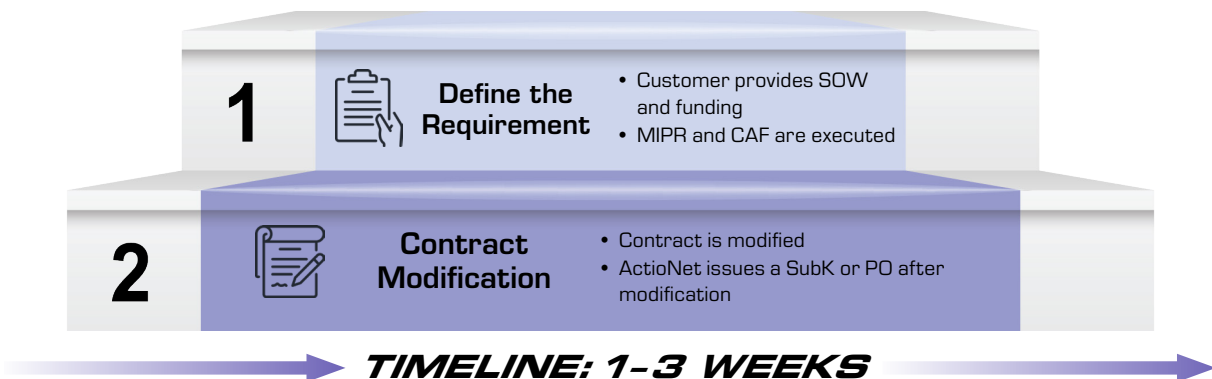 1
Define the
Requirement
• Customer provides SOW
and funding
• MIPR and CAF are executed
2
Contract
Modification
• Contract is modified
• ActioNet issues a SubK or PO after
modification
TIMELINE: 1-3 WEEKS